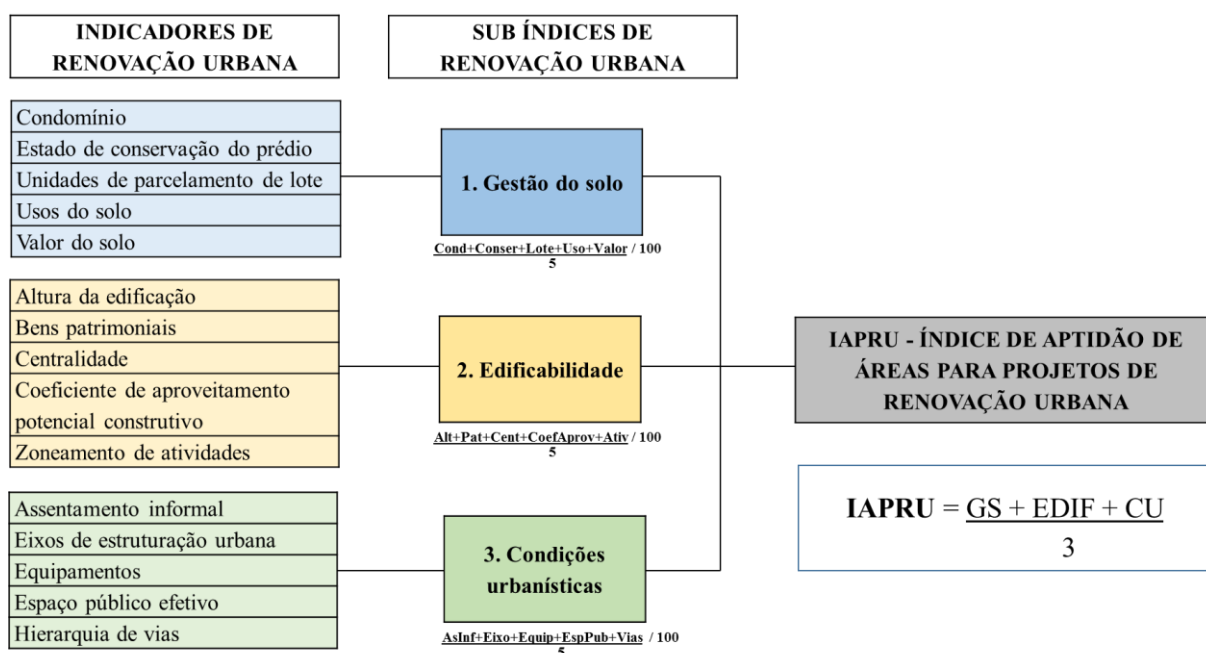 INDICADORES DE
RENOVAÇÃO URBANA
SUB ÍNDICES DE
RENOVAÇÃO URBANA
Condomínio
Estado de conservação do prédio
Unidades de parcelamento de lote
Usos do solo
Valor do solo
1. Gestão do solo
Cond+Conser+Lote+Uso+Valor / 100
5
Altura da edificação
Bens patrimoniais
Centralidade
Coeficiente de aproveitamento
potencial construtivo
Zoneamento de atividades
2. Edificabilidade
Alt+Pat+Cent+CoefAprov+Ativ / 100
5
Assentamento informal
Eixos de estruturação urbana
Equipamentos
Espaço público efetivo
Hierarquia de vias
3. Condições
urbanísticas
AsInf+Eixo+Equip+EspPub+Vias / 100
5
IAPRU - ÍNDICE DE APTIDÃO DE
ÁREAS PARA PROJETOS DE
RENOVAÇÃO URBANA
IAPRU = GS + EDIF + CU
3